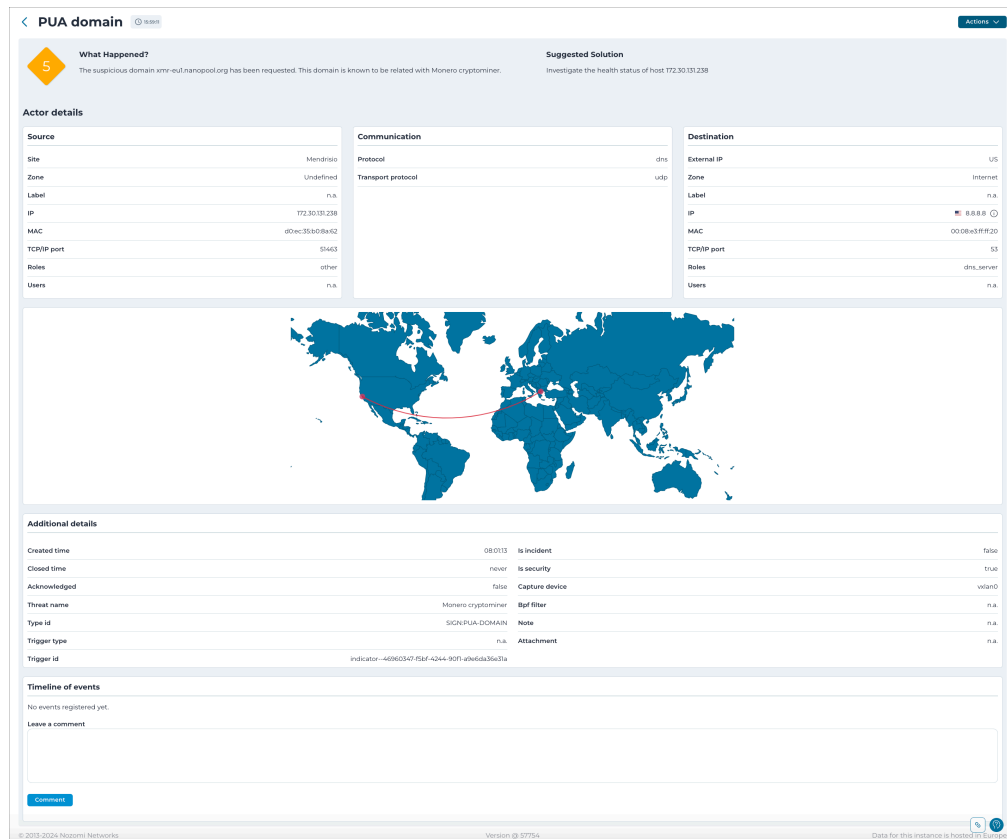 PUA domain
Actions
5
What Happened?
The suspicious domain xmr-eu1.nanopool.org has been requested. This domain is known to be related with Monero cryptominer.
Suggested Solution
Investigate the health status of host 172.30.131.238
Actor details
Source
Site Mendrisio
Zone Undefined
Label n.a.
IP 172.30.131.238
MAC d0:ec:35:b0:8a:62
TCP/IP port 51463
Roles other
Users n.a.
Communication
Protocol dns
Transport protocol udp
Destination
External IP US
Zone Internet
Label n.a.
IP 8.8.8.8
MAC 00:08:e3:ff:ff:20
TCP/IP port 53
Roles dns_server
Users n.a.
Additional details
Created time 08:01:13
Closed time never
Acknowledged false
Threat name Monero cryptominer
Type id SIGN:PUA-DOMAIN
Trigger type n.a.
Trigger id indicator--46960347-f5bf-4244-90f1-a9e6da36e31a
Is incident false
Is security true
Capture device vxlan0
Bpf filter n.a.
Note n.a.
Attachment n.a.
Timeline of events
No events registered yet.
Leave a comment
Comment
© 2013-2024 Nozomi Networks
Version @ 57754
Data for this instance is hosted in Europe